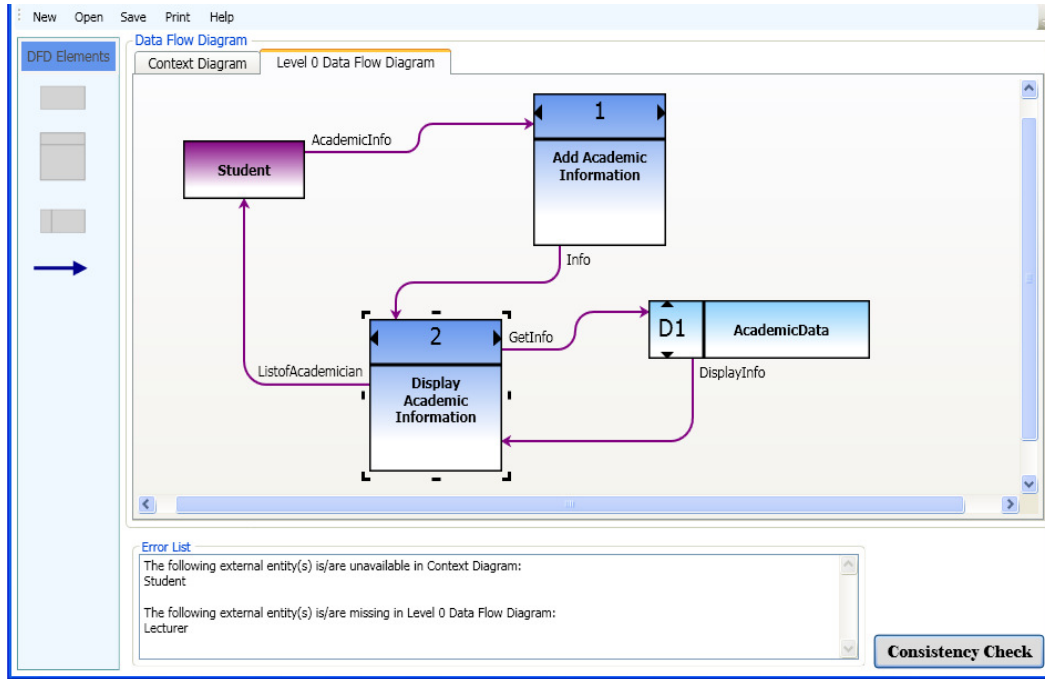 New Open Save Print Help
DFD Elements
Data Flow Diagram
Context Diagram Level 0 Data Flow Diagram
1
AcademicInfo
Add Academic
Information
Student
Info
2
GetInfo
D1
AcademicData
ListofAcademician
DisplayInfo
Display
Academic
Information
Error List
The following external entity(s) is/are unavailable in Context Diagram:
Student
The following external entity(s) is/are missing in Level 0 Data Flow Diagram:
Lecturer
Consistency Check